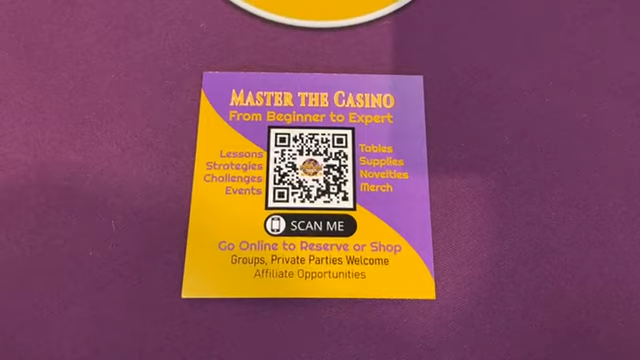 MASTER THE CASINO
From Beginner to Expert
Lessons
Strategies
Challenges
Events
Tables
Supplies
Novelties
Merch
SCAN ME
Go Online to Reserve or Shop
Groups, Private Parties Welcome
Affiliate Opportunities